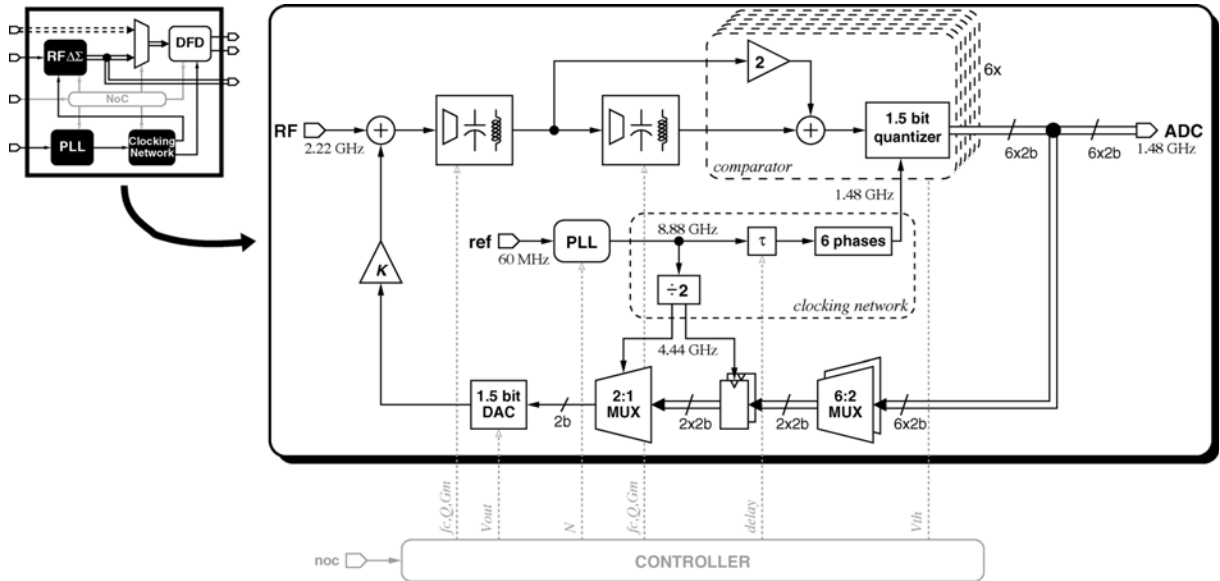 DFD
RF ΔΣ
NoC
PLL
Clocking
Network
2
6x
RF
2.22 GHz
1.5 bit
quantizer
6x2b
6x2b
ADC
1.48 GHz
comparator
1.48 GHz
ref
60 MHz
PLL
8.88 GHz
τ
6 phases
K
÷2
clocking network
4.44 GHz
1.5 bit
DAC
2b
2:1
MUX
2x2b
2x2b
6:2
MUX
6x2b
fc,Q,Gm
Vout
N
fc,Q,Gm
delay
Vth
noc
CONTROLLER